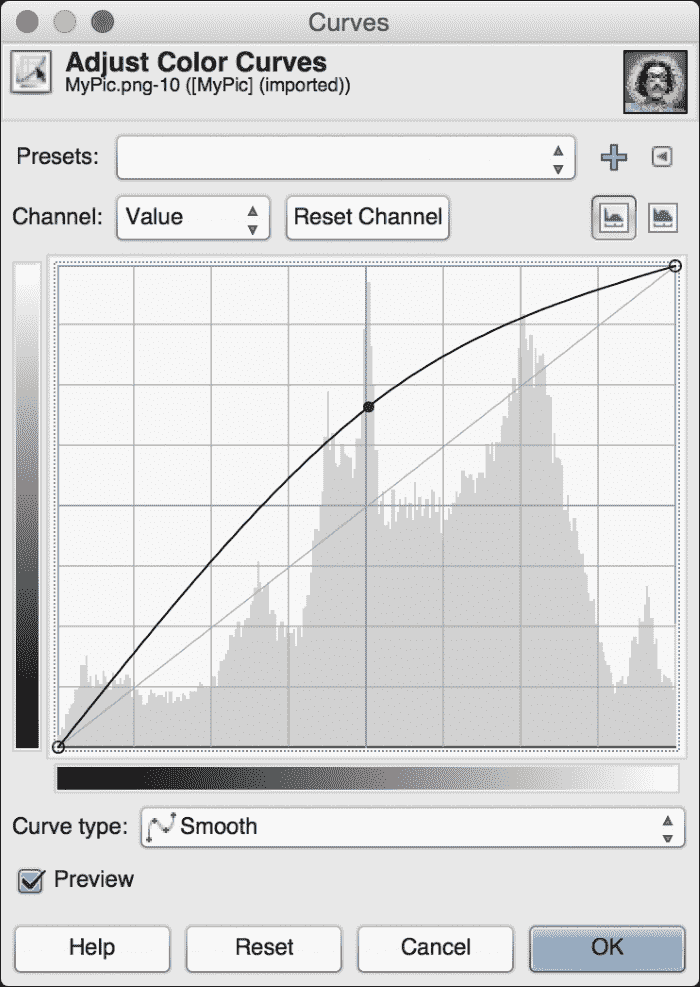 Curves
Adjust Color Curves
MyPic.png-10 ([MyPic] (imported))
Presets:
Channel: Value Reset Channel
Curve type: Smooth
Preview
Help Reset Cancel OK